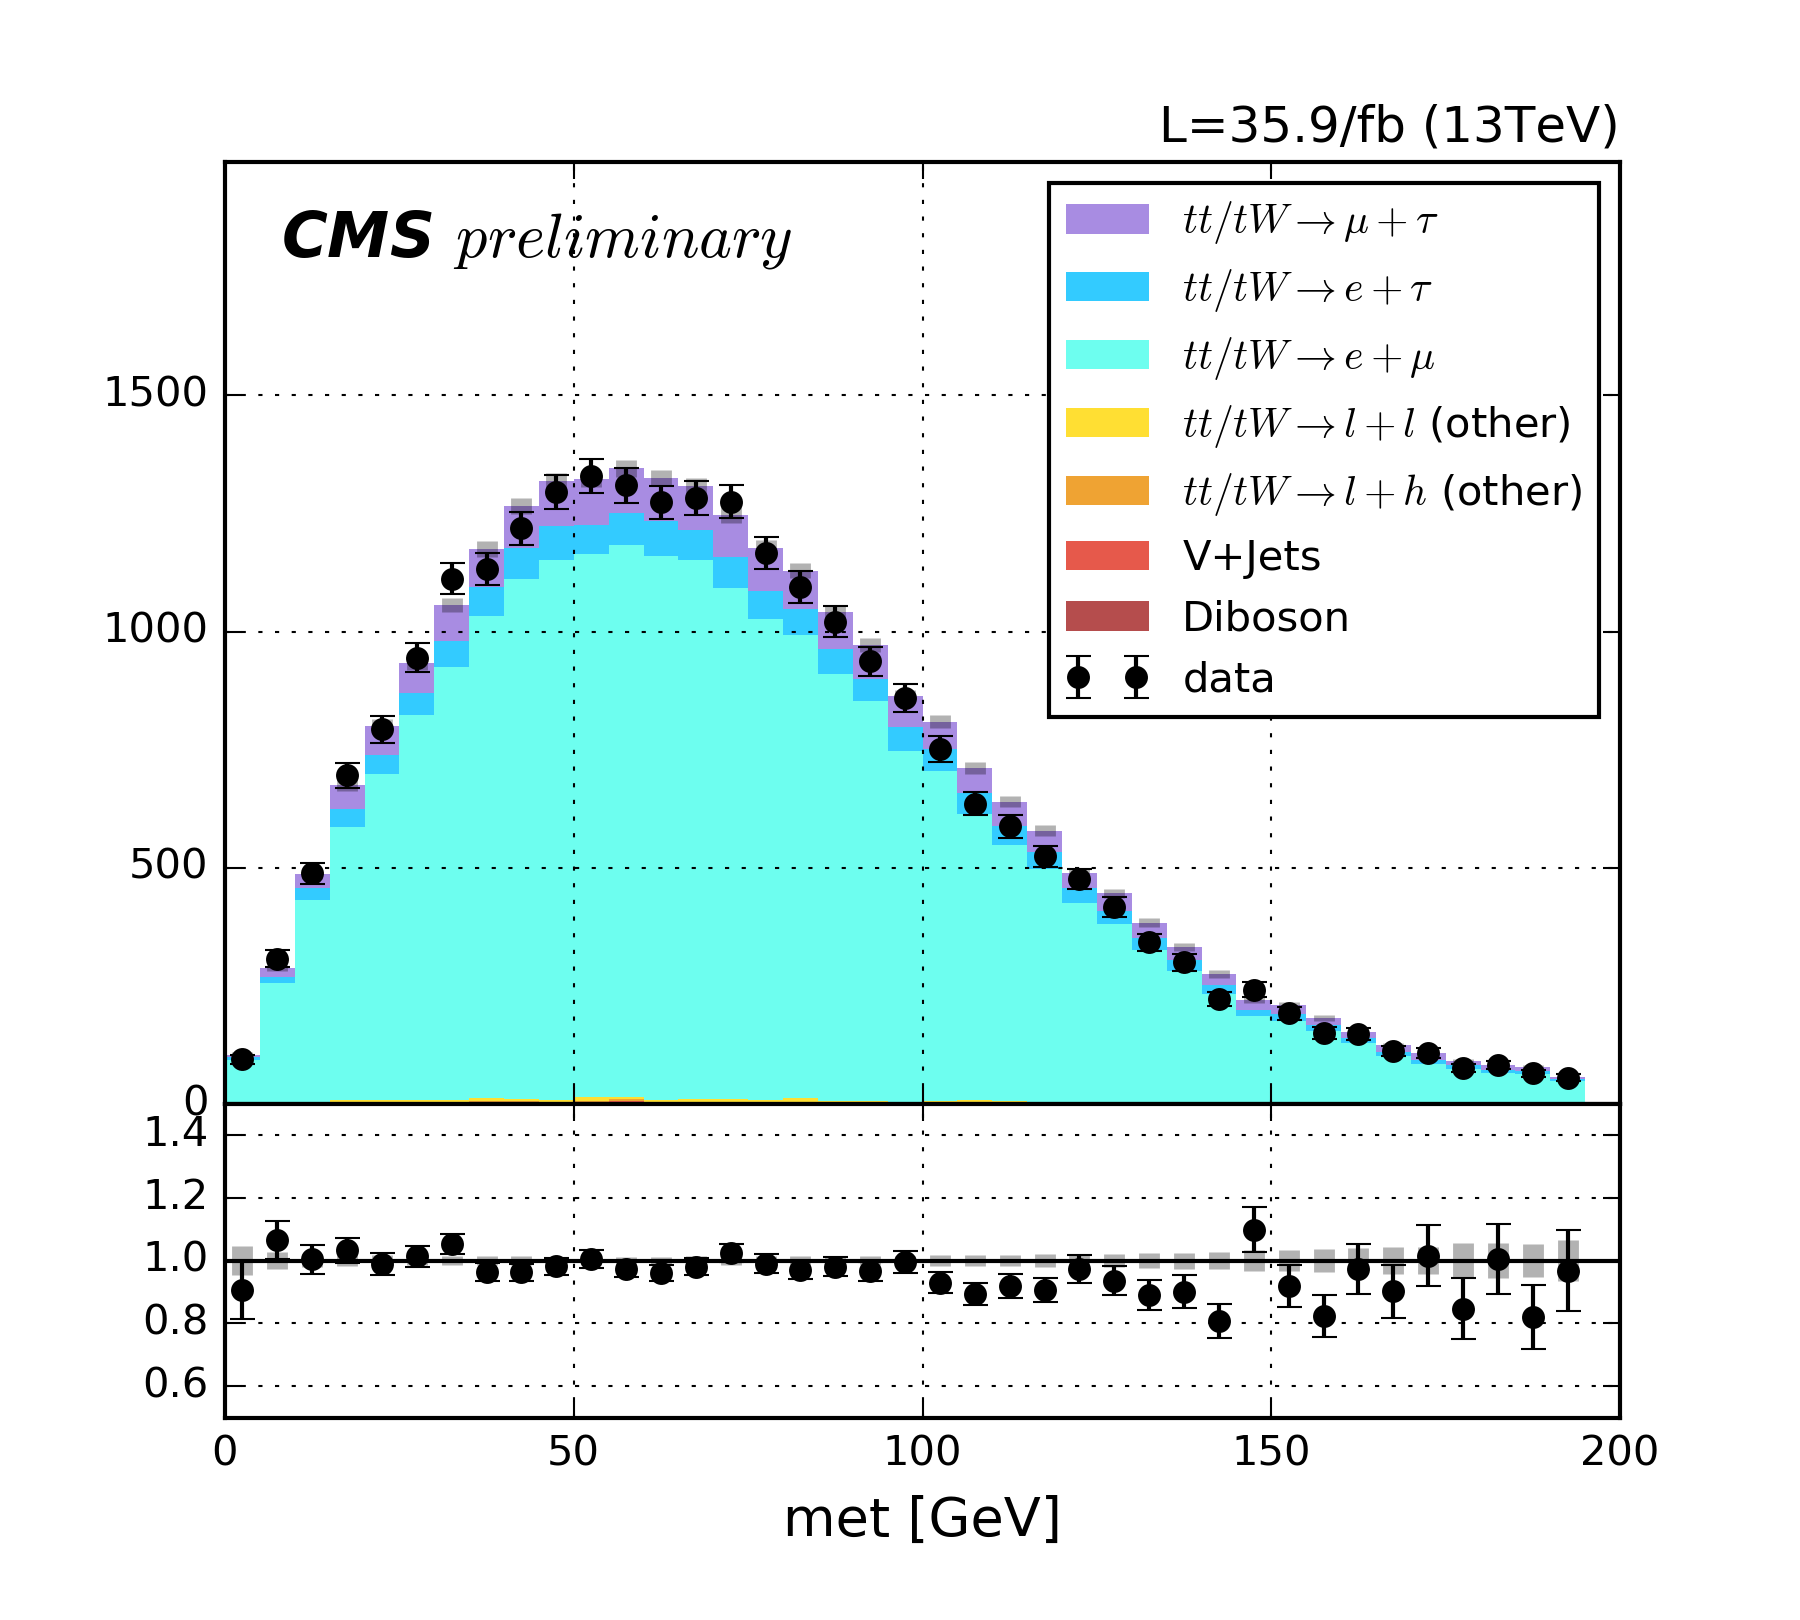 L=35.9/fb (13TeV)
CMS preliminary
tt/tW → μ + τ
tt/tW → e + τ
tt/tW → e + μ
tt/tW → l + l (other)
tt/tW → l + h (other)
V+Jets
Diboson
data
1500
1000
500
0
1.4
1.2
1.0
0.8
0.6
0 50 100 150 200
met [GeV]